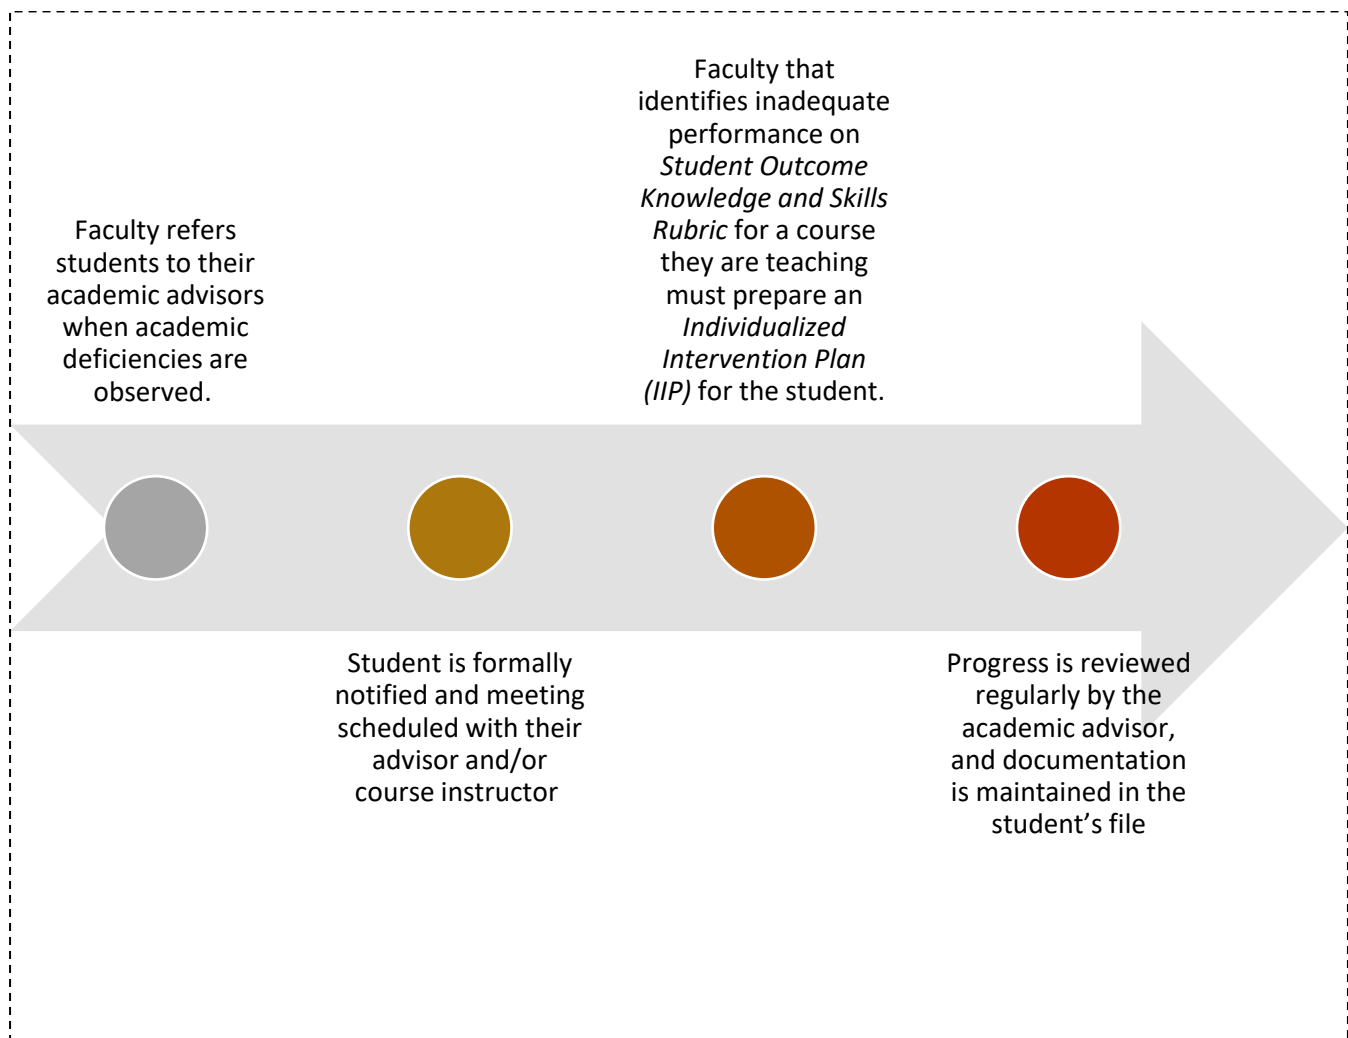 Faculty refers
students to their
academic advisors
when academic
deficiencies are
observed.
Student is formally
notified and meeting
scheduled with their
advisor and/or
course instructor
Faculty that
identifies inadequate
performance on
Student Outcome
Knowledge and Skills
Rubric for a course
they are teaching
must prepare an
Individualized
Intervention Plan
(IIP) for the student.
Progress is reviewed
regularly by the
academic advisor,
and documentation
is maintained in the
student’s file